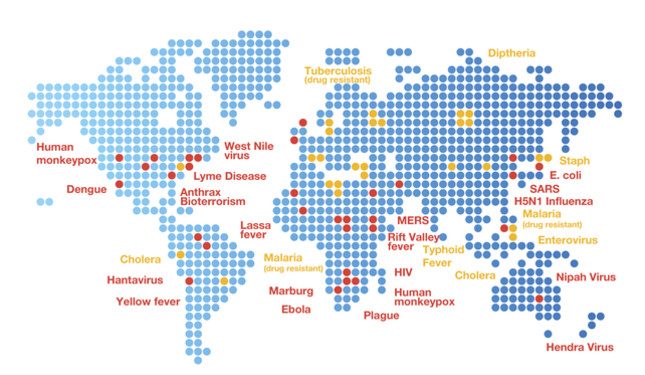 Diptheria
Tuberculosis
(drug resistant)
Human
monkeypox
West Nile
virus
Staph
Lyme Disease
E. coli
Dengue
Anthrax
Bioterrorism
SARS
H5N1 Influenza
Malaria
(drug resistant)
MERS
Lassa
fever
Rift Valley
fever
Enterovirus
Typhoid
Fever
Cholera
Malaria
(drug resistant)
HIV
Cholera
Nipah Virus
Hantavirus
Marburg
Human
monkeypox
Yellow fever
Ebola
Plague
Hendra Virus